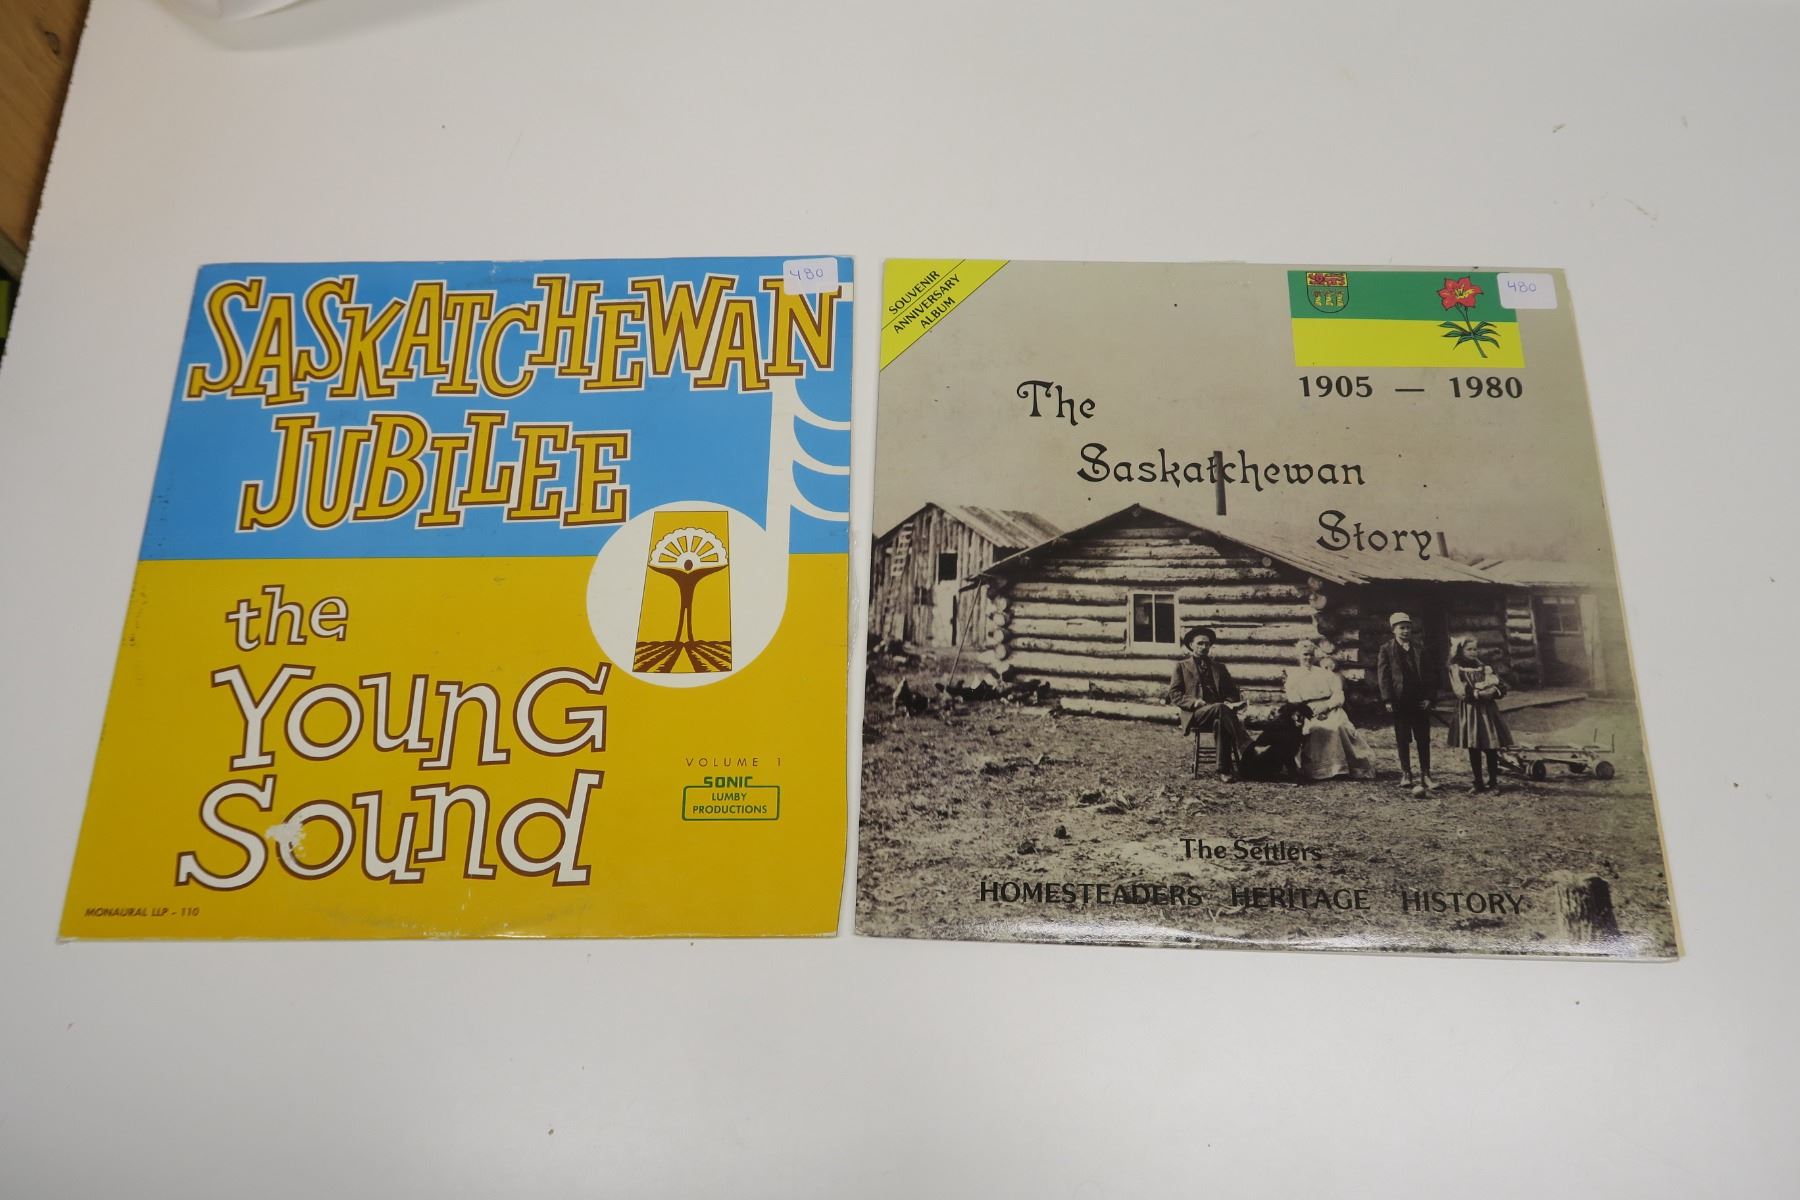 480
SASKATCHEWAN
JUBILEE
the
YOUNG
SOUND
VOLUME 1
SONIC
LUMBY
PRODUCTIONS
MONAURAL LLP - 110
SOUVENIR
ANNIVERSARY
ALBUM
480
1905 — 1980
The
Saskatchewan
Story
The Settlers
HOMESTEADERS HERITAGE HISTORY